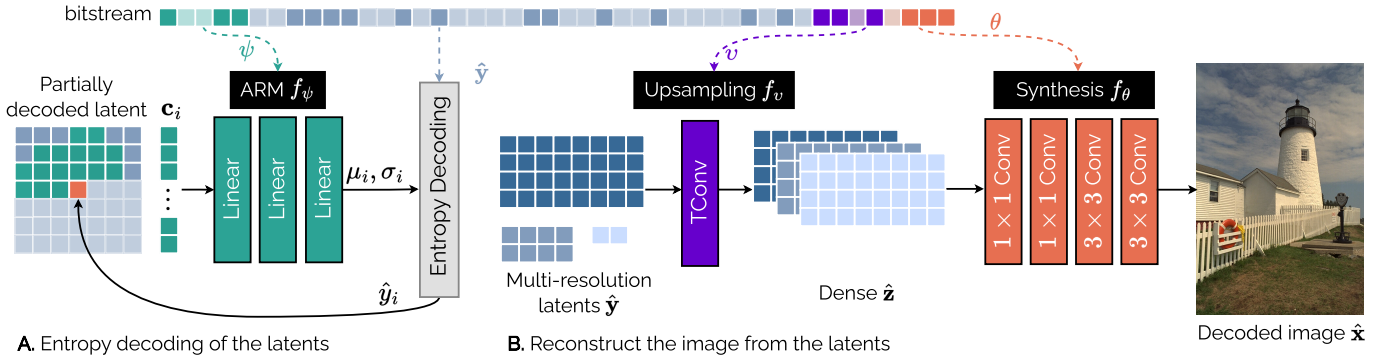 bitstream
ψ
ŷ
υ
θ
Partially
decoded latent
c_i
ARM f_ψ
Linear
Linear
Linear
μ_i, σ_i
Entropy Decoding
ŷ_i
A. Entropy decoding of the latents
Upsampling f_υ
TConv
Multi-resolution
latents ŷ
Dense ẑ
Synthesis f_θ
1 × 1 Conv
1 × 1 Conv
3 × 3 Conv
3 × 3 Conv
Decoded image x̂
B. Reconstruct the image from the latents